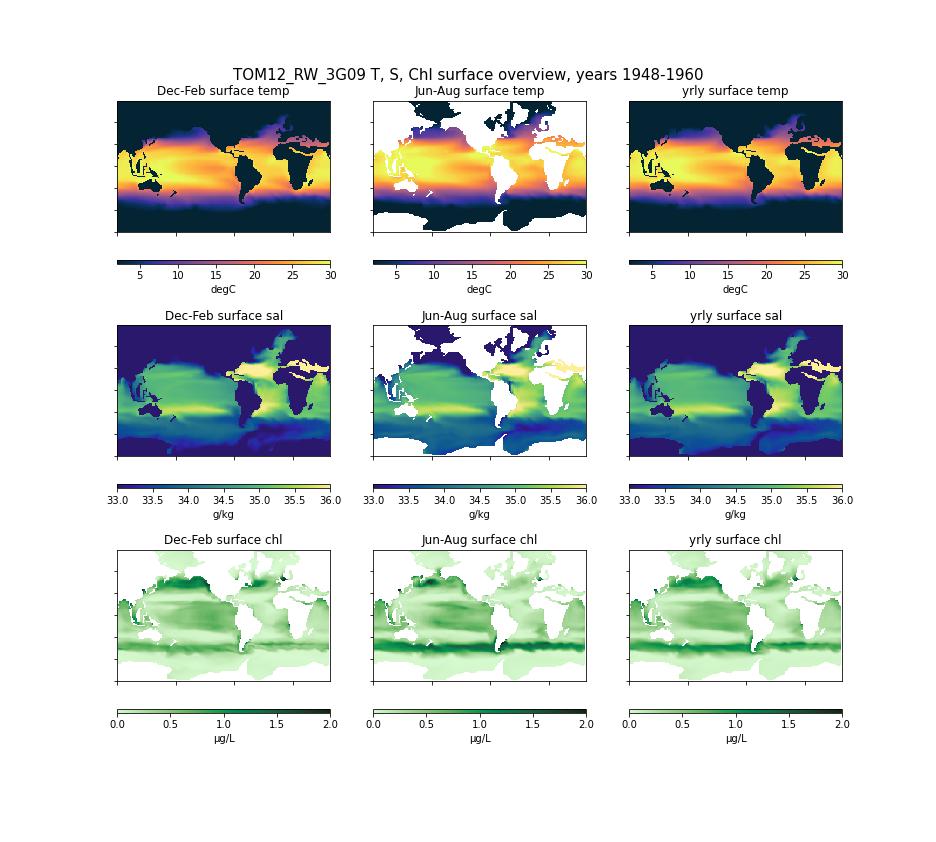 TOM12_RW_3G09 T, S, Chl surface overview, years 1948-1960
Dec-Feb surface temp Jun-Aug surface temp yrly surface temp
5 10 15 20 25 30 5 10 15 20 25 30 5 10 15 20 25 30
degC degC degC
Dec-Feb surface sal Jun-Aug surface sal yrly surface sal
33.0 33.5 34.0 34.5 35.0 35.5 36.0 33.0 33.5 34.0 34.5 35.0 35.5 36.0 33.0 33.5 34.0 34.5 35.0 35.5 36.0
g/kg g/kg g/kg
Dec-Feb surface chl Jun-Aug surface chl yrly surface chl
0.0 0.5 1.0 1.5 2.0 0.0 0.5 1.0 1.5 2.0 0.0 0.5 1.0 1.5 2.0
μg/L μg/L μg/L